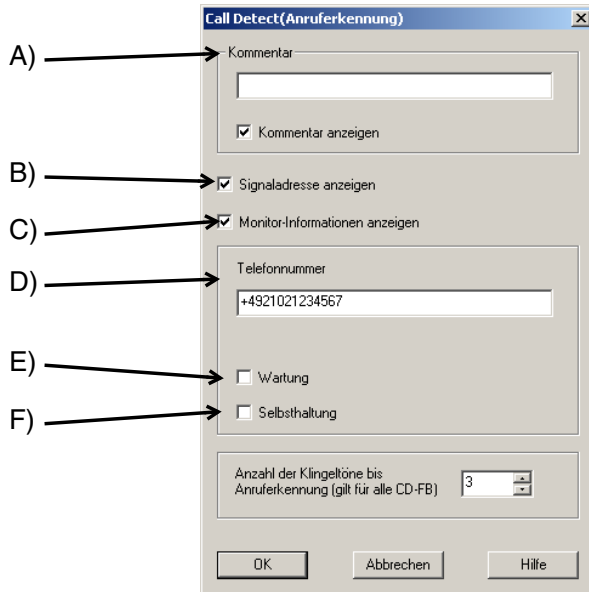 Call Detect(Anruferkennung)
A)
Kommentar
Kommentar anzeigen
B)
Signaladresse anzeigen
C)
Monitor-Informationen anzeigen
D)
Telefonnummer
+4921021234567
E)
Wartung
F)
Selbsthaltung
Anzahl der Klingeltöne bis
Anruferkennung (gilt für alle CD-FB)
3
OK
Abbrechen
Hilfe